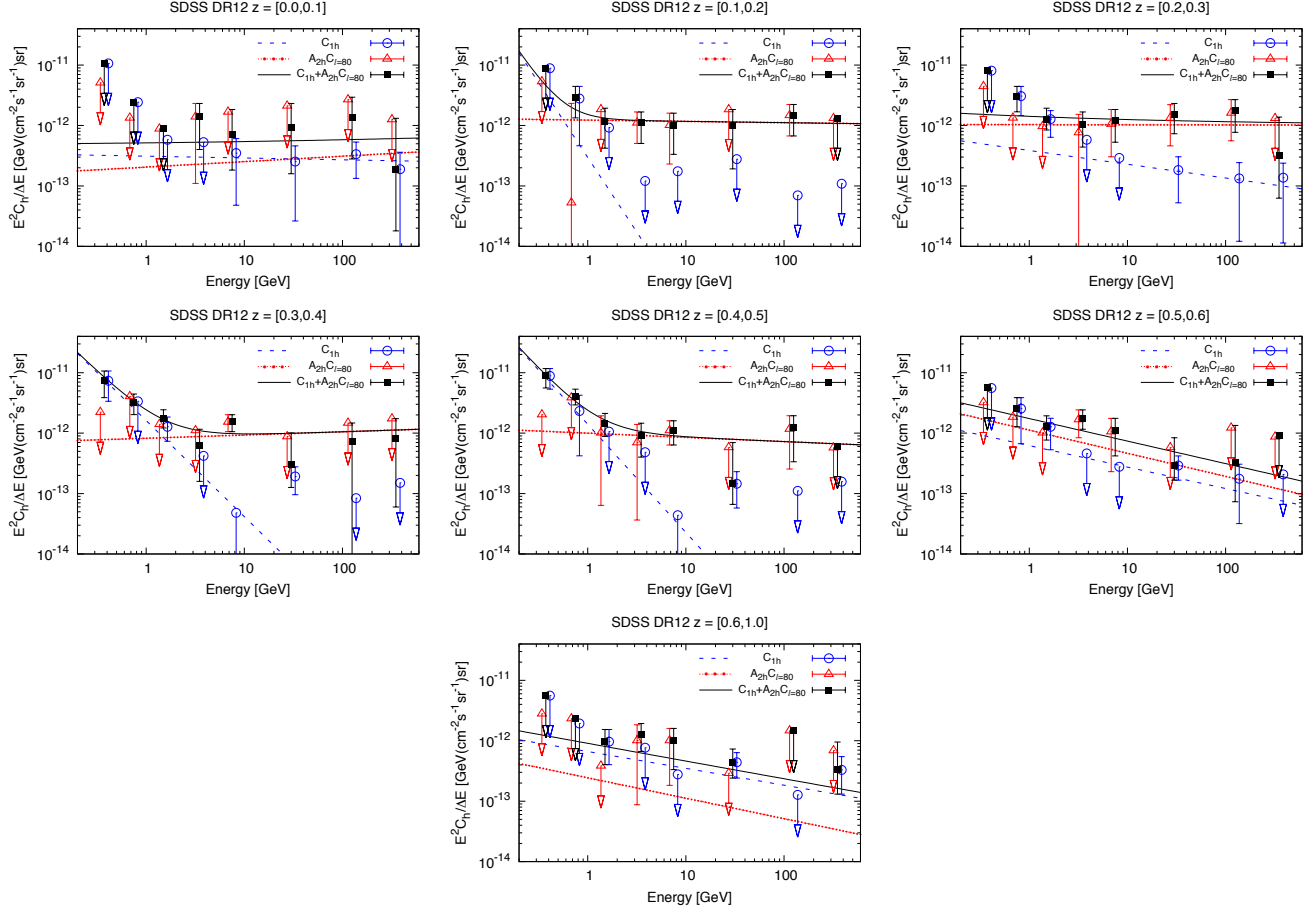 SDSS DR12 z = [0.0,0.1]
E²Cₕ/ΔE [GeV(cm⁻²s⁻¹sr⁻¹)sr]
10⁻¹¹
10⁻¹²
10⁻¹³
10⁻¹⁴
C₁ₕ
A₂ₕCₗ₌₈₀
C₁ₕ+A₂ₕCₗ₌₈₀
1 10 100
Energy [GeV]
SDSS DR12 z = [0.1,0.2]
E²Cₕ/ΔE [GeV(cm⁻²s⁻¹sr⁻¹)sr]
10⁻¹¹
10⁻¹²
10⁻¹³
10⁻¹⁴
C₁ₕ
A₂ₕCₗ₌₈₀
C₁ₕ+A₂ₕCₗ₌₈₀
1 10 100
Energy [GeV]
SDSS DR12 z = [0.2,0.3]
E²Cₕ/ΔE [GeV(cm⁻²s⁻¹sr⁻¹)sr]
10⁻¹¹
10⁻¹²
10⁻¹³
10⁻¹⁴
C₁ₕ
A₂ₕCₗ₌₈₀
C₁ₕ+A₂ₕCₗ₌₈₀
1 10 100
Energy [GeV]
SDSS DR12 z = [0.3,0.4]
E²Cₕ/ΔE [GeV(cm⁻²s⁻¹sr⁻¹)sr]
10⁻¹¹
10⁻¹²
10⁻¹³
10⁻¹⁴
C₁ₕ
A₂ₕCₗ₌₈₀
C₁ₕ+A₂ₕCₗ₌₈₀
1 10 100
Energy [GeV]
SDSS DR12 z = [0.4,0.5]
E²Cₕ/ΔE [GeV(cm⁻²s⁻¹sr⁻¹)sr]
10⁻¹¹
10⁻¹²
10⁻¹³
10⁻¹⁴
C₁ₕ
A₂ₕCₗ₌₈₀
C₁ₕ+A₂ₕCₗ₌₈₀
1 10 100
Energy [GeV]
SDSS DR12 z = [0.5,0.6]
E²Cₕ/ΔE [GeV(cm⁻²s⁻¹sr⁻¹)sr]
10⁻¹¹
10⁻¹²
10⁻¹³
10⁻¹⁴
C₁ₕ
A₂ₕCₗ₌₈₀
C₁ₕ+A₂ₕCₗ₌₈₀
1 10 100
Energy [GeV]
SDSS DR12 z = [0.6,1.0]
E²Cₕ/ΔE [GeV(cm⁻²s⁻¹sr⁻¹)sr]
10⁻¹¹
10⁻¹²
10⁻¹³
10⁻¹⁴
C₁ₕ
A₂ₕCₗ₌₈₀
C₁ₕ+A₂ₕCₗ₌₈₀
1 10 100
Energy [GeV]